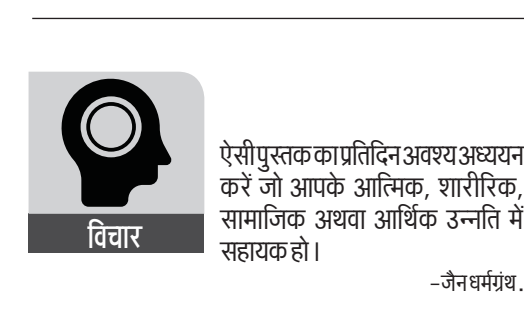 विचार
ऐसी पुस्तक का प्रतिदिन अवश्य अध्ययन
करें जो आपके आत्मिक, शारीरिक,
सामाजिक अथवा आर्थिक उन्नति में
सहायक हो।
-जैन धर्मग्रंथ.